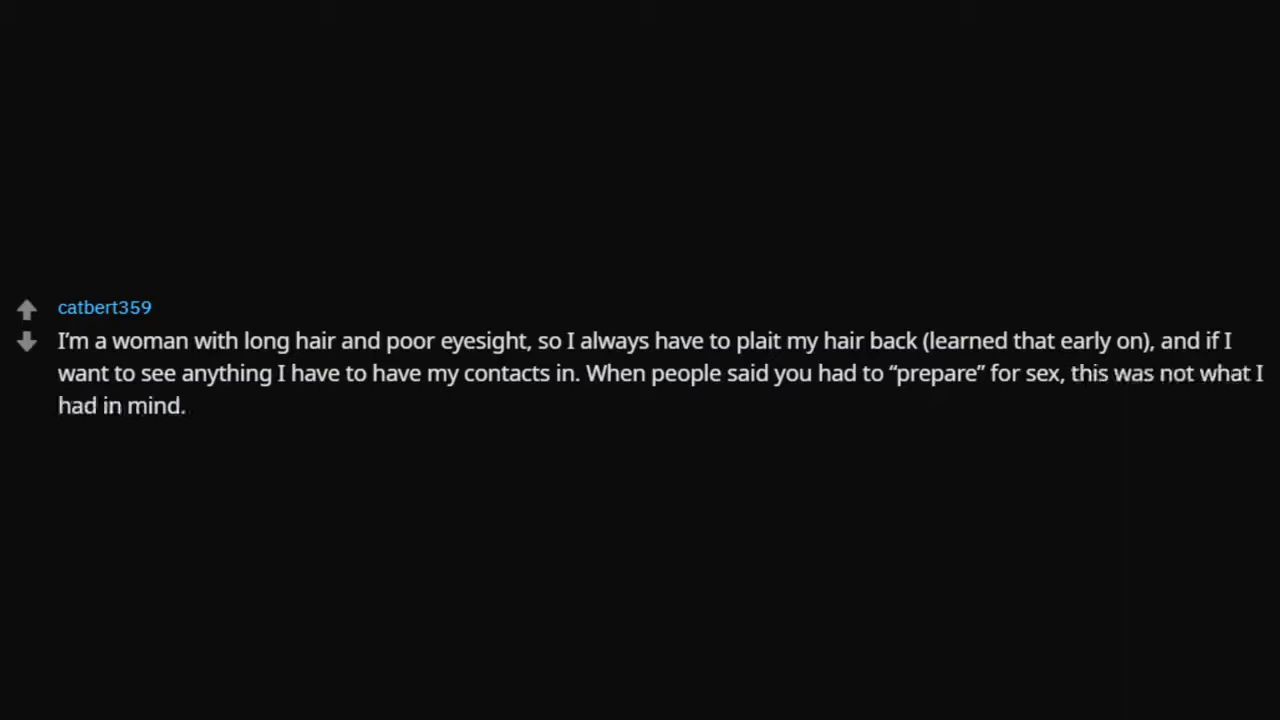 catbert359
I’m a woman with long hair and poor eyesight, so I always have to plait my hair back (learned that early on), and if I
want to see anything I have to have my contacts in. When people said you had to “prepare” for sex, this was not what I
had in mind.